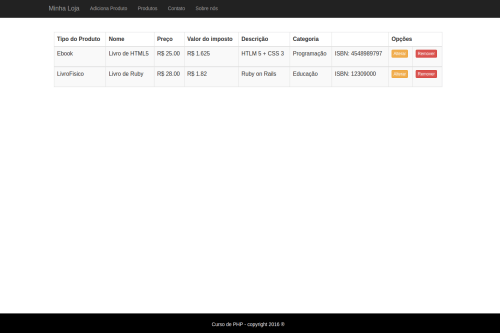 Minha Loja Adiciona Produto Produtos Contato Sobre nós
Tipo do Produto Nome Preço Valor do imposto Descrição Categoria Opções
Ebook Livro de HTML5 R$ 25.00 R$ 1.625 HTLM 5 + CSS 3 Programação ISBN: 4548989797 Alterar Remover
LivroFisico Livro de Ruby R$ 28.00 R$ 1.82 Ruby on Rails Educação ISBN: 12309000 Alterar Remover
Curso de PHP - copyright 2016 ®